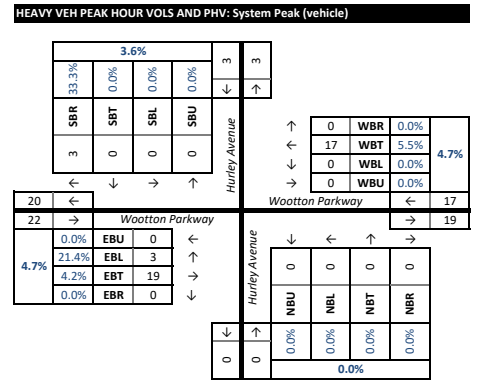 HEAVY VEH PEAK HOUR VOLS AND PHV: System Peak (vehicle)
3.6%
3 3
33.3% 0.0% 0.0% 0.0%
↓ ↑
SBR SBT SBL SBU
Hurley Avenue
3 0 0 0
↑ 0 WBR 0.0%
← 17 WBT 5.5%
4.7%
↓ 0 WBL 0.0%
← ↓ → ↑
→ 0 WBU 0.0%
20 ←
Wootton Parkway
← 17
22 →
Wootton Parkway
→ 19
0.0% EBU 0 ←
4.7%
21.4% EBL 3 ↑
4.2% EBT 19 →
0.0% EBR 0 ↓
Hurley Avenue
↓ ← ↑ →
0 0 0 0
NBU NBL NBT NBR
↓ ↑
0.0% 0.0% 0.0% 0.0%
0 0
0.0%